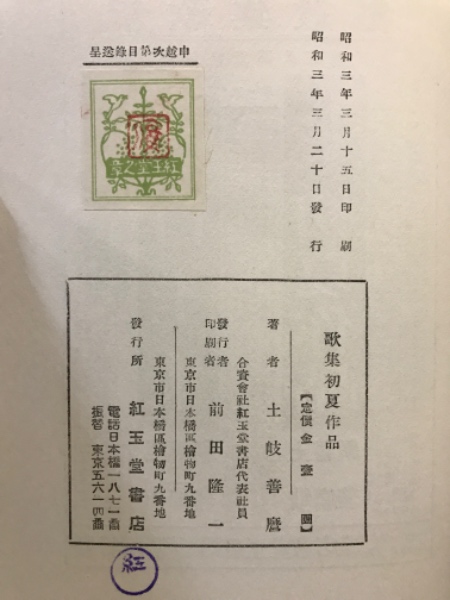 昭和三年三月十五日印刷
昭和三年三月二十日發行
呈送錄目第次越申
歌集初夏作品
【定價金壹圓】
著者 土岐善麿
合資會社紅玉堂書店代表社員
發行者
印刷者 前田隆一
東京市日本橋區檜物町九番地
東京市日本橋區檜物町九番地
發行所 紅玉堂書店
電話日本橋一八七一番
振替東京五六一四番
紅